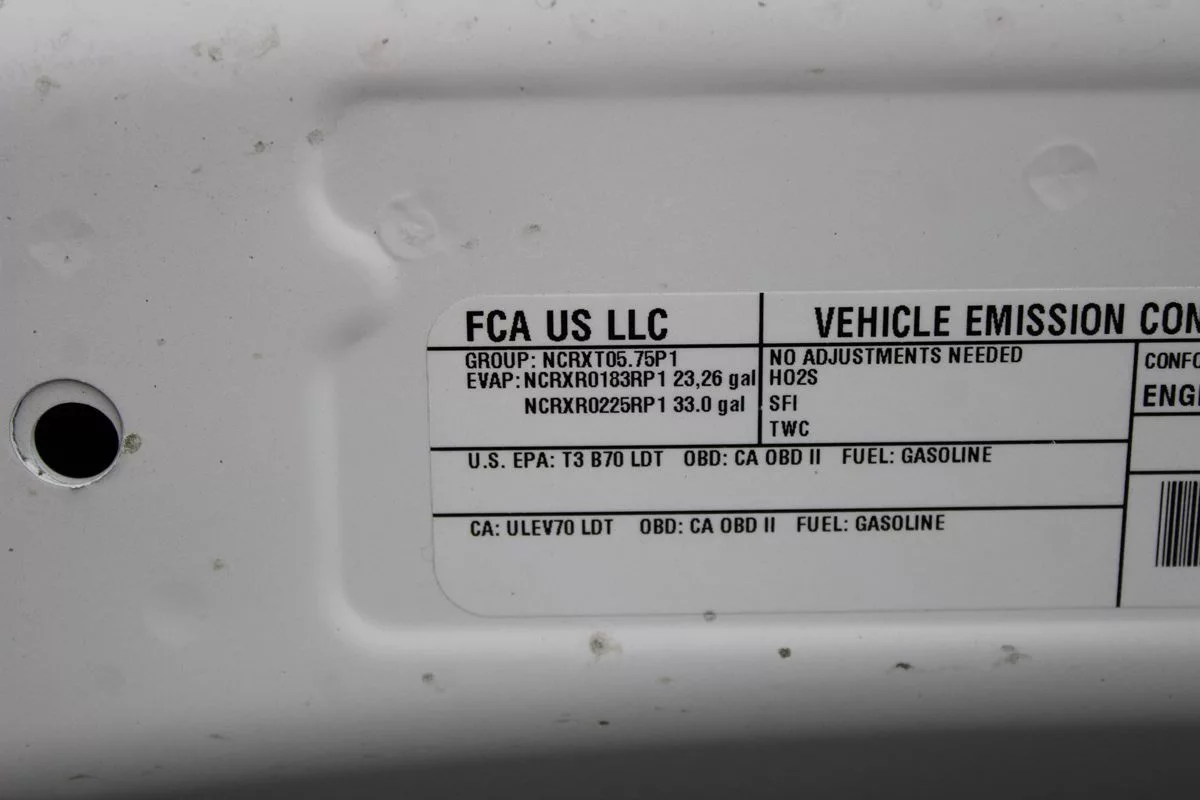 FCA US LLC
VEHICLE EMISSION CON
GROUP: NCRXT05.75P1
EVAP: NCRXR0183RP1 23,26 gal
NCRXR0225RP1 33.0 gal
NO ADJUSTMENTS NEEDED
HO2S
SFI
TWC
CONFO
ENGI
U.S. EPA: T3 B70 LDT OBD: CA OBD II FUEL: GASOLINE
CA: ULEV70 LDT OBD: CA OBD II FUEL: GASOLINE